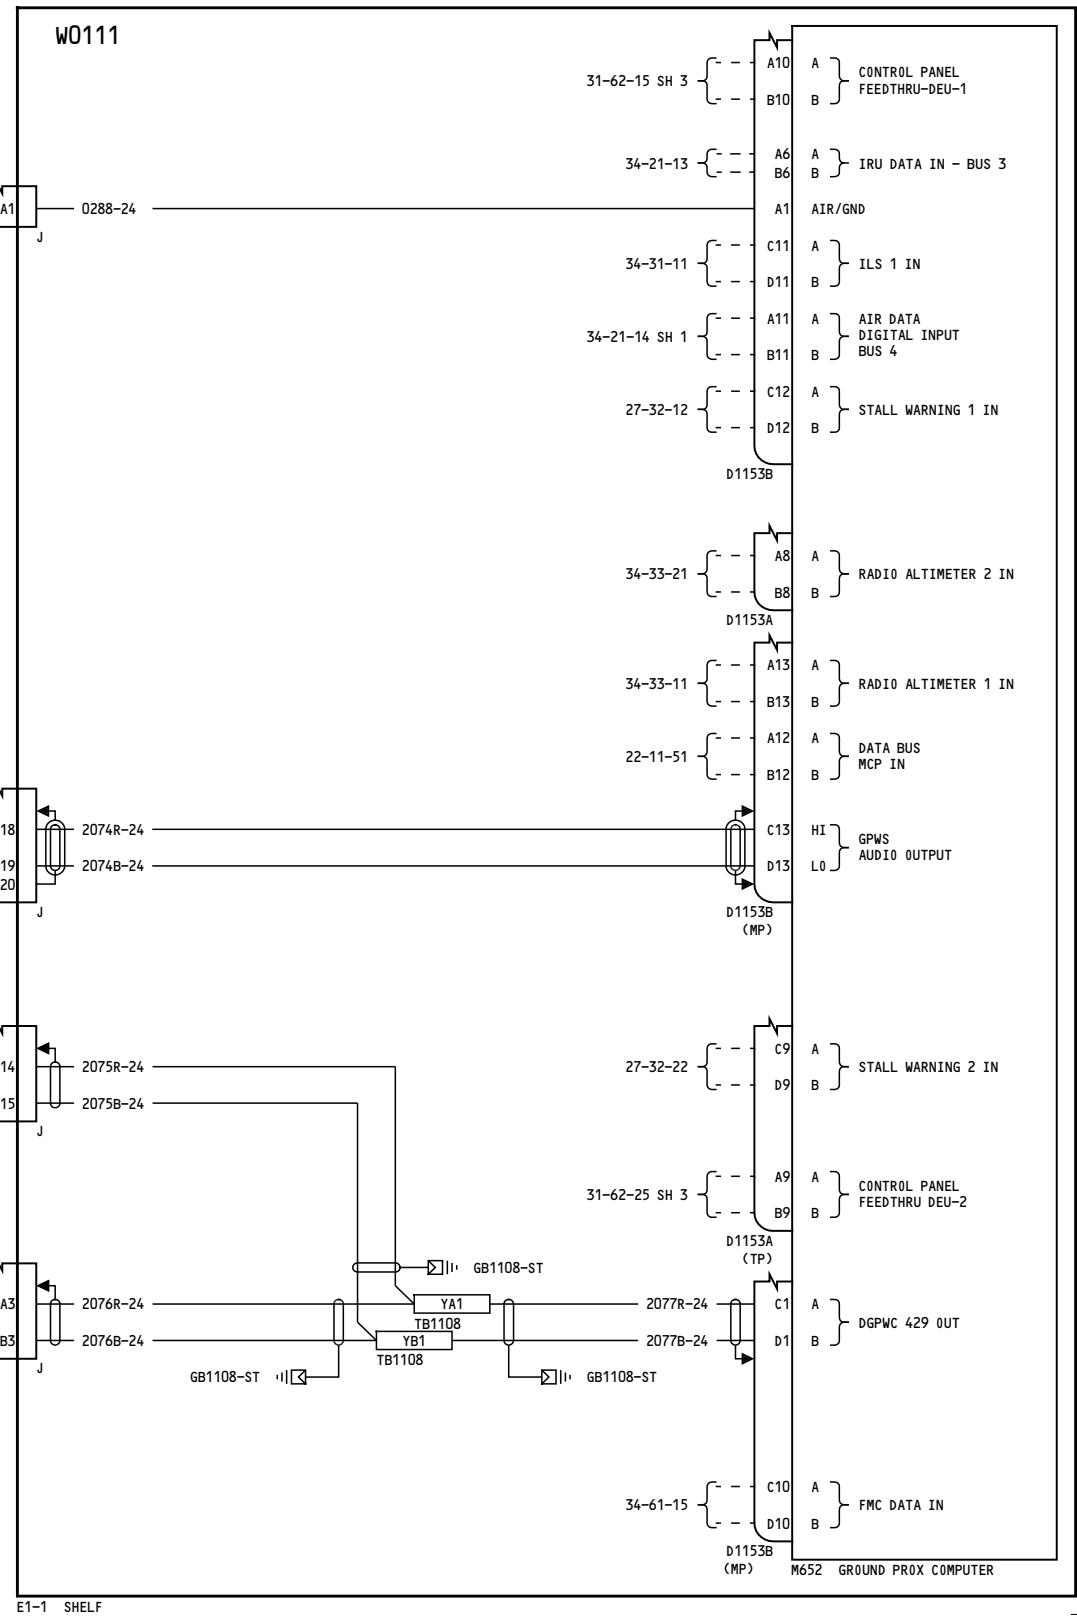 W0111
A10 A
31-62-15 SH 3
CONTROL PANEL
FEEDTHRU-DEU-1
B10 B
A6 A
34-21-13
IRU DATA IN - BUS 3
B6 B
A1
0288-24
A1 AIR/GND
J
C11 A
34-31-11
ILS 1 IN
D11 B
A11 A
AIR DATA
DIGITAL INPUT
BUS 4
34-21-14 SH 1
B11 B
C12 A
27-32-12
STALL WARNING 1 IN
D12 B
D1153B
A8 A
34-33-21
RADIO ALTIMETER 2 IN
B8 B
D1153A
A13 A
34-33-11
RADIO ALTIMETER 1 IN
B13 B
A12 A
22-11-51
DATA BUS
MCP IN
B12 B
18
2074R-24
C13 HI
GPWS
AUDIO OUTPUT
19
2074B-24
D13 LO
20
J
D1153B
(MP)
C9 A
14
2075R-24
27-32-22
STALL WARNING 2 IN
D9 B
15
2075B-24
J
A9 A
31-62-25 SH 3
CONTROL PANEL
FEEDTHRU DEU-2
B9 B
D1153A
(TP)
GB1108-ST
A3
2076R-24
YA1
2077R-24
C1 A
TB1108
DGPWC 429 OUT
B3
2076B-24
YB1
2077B-24
D1 B
TB1108
J
GB1108-ST
GB1108-ST
C10 A
34-61-15
FMC DATA IN
D10 B
D1153B
(MP)
M652 GROUND PROX COMPUTER
E1-1 SHELF